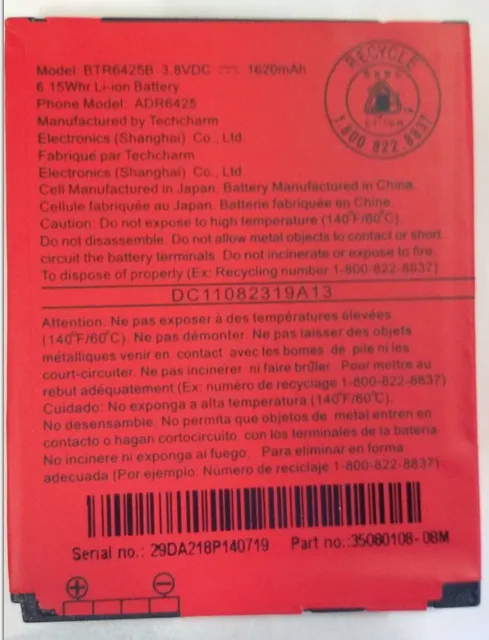 Model: BTR6425B 3.8VDC 1620mAh
6.15Whr Li-ion Battery
Phone Model: ADR6425
Manufactured by Techcharm
Electronics (Shanghai) Co., Ltd.
Fabriqué par Techcharm
Electronics (Shanghai) Co., Ltd.
RECYCLE
LI-ION
1.800.822.8837
Cell Manufactured in Japan, Battery Manufactured in China.
Cellule fabriquée au Japan. Batterie fabriquée en Chine.
Caution: Do not expose to high temperature (140°F/60°C).
Do not disassemble. Do not allow metal objects to contact or short
circuit the battery terminals. Do not incinerate or expose to fire.
To dispose of properly (Ex: Recycling number 1-800-822-8837)
DC11082319A13
Attention. Ne pas exposer à des températures élevées
(140°F/60°C). Ne pas démonter. Ne pas laisser des objets
métalliques venir en contact avec les bornes de pile ni les
court-circuiter. Ne pas incinerer ni faire brûler. Pour mettre au
rebut adéquatement (Ex: numéro de recyclage 1-800-822-8837)
Cuidado: No exponga a alta temperatura (140°F/60°C).
No desensamble. No permita que objetos de metal entren en
contacto o hagan cortocircuito con los terminales de la bateria
No incinere ni exponga al fuego. Para eliminar en forma
adecuada (Por ejemplo: Número de reciclaje 1-800-822-8837)
Serial no.: 29DA218P140719 Part no.:35080108-08M
+ −